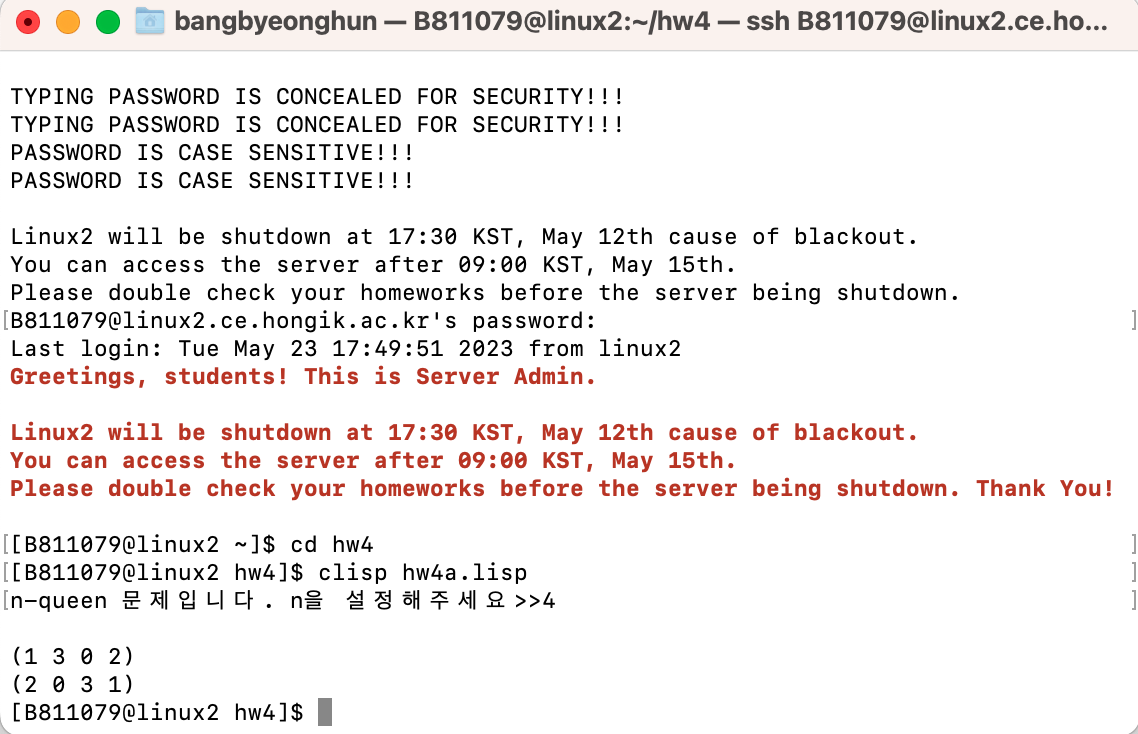 bangbyeonghun — B811079@linux2:~/hw4 — ssh B811079@linux2.ce.ho...
TYPING PASSWORD IS CONCEALED FOR SECURITY!!!
TYPING PASSWORD IS CONCEALED FOR SECURITY!!!
PASSWORD IS CASE SENSITIVE!!!
PASSWORD IS CASE SENSITIVE!!!
Linux2 will be shutdown at 17:30 KST, May 12th cause of blackout.
You can access the server after 09:00 KST, May 15th.
Please double check your homeworks before the server being shutdown.
[B811079@linux2.ce.hongik.ac.kr's password: ]
Last login: Tue May 23 17:49:51 2023 from linux2
Greetings, students! This is Server Admin.
Linux2 will be shutdown at 17:30 KST, May 12th cause of blackout.
You can access the server after 09:00 KST, May 15th.
Please double check your homeworks before the server being shutdown. Thank You!
[[B811079@linux2 ~]$ cd hw4 ]
[[B811079@linux2 hw4]$ clisp hw4a.lisp ]
[n-queen 문제입니다. n을 설정해주세요>>4 ]
(1 3 0 2)
(2 0 3 1)
[B811079@linux2 hw4]$